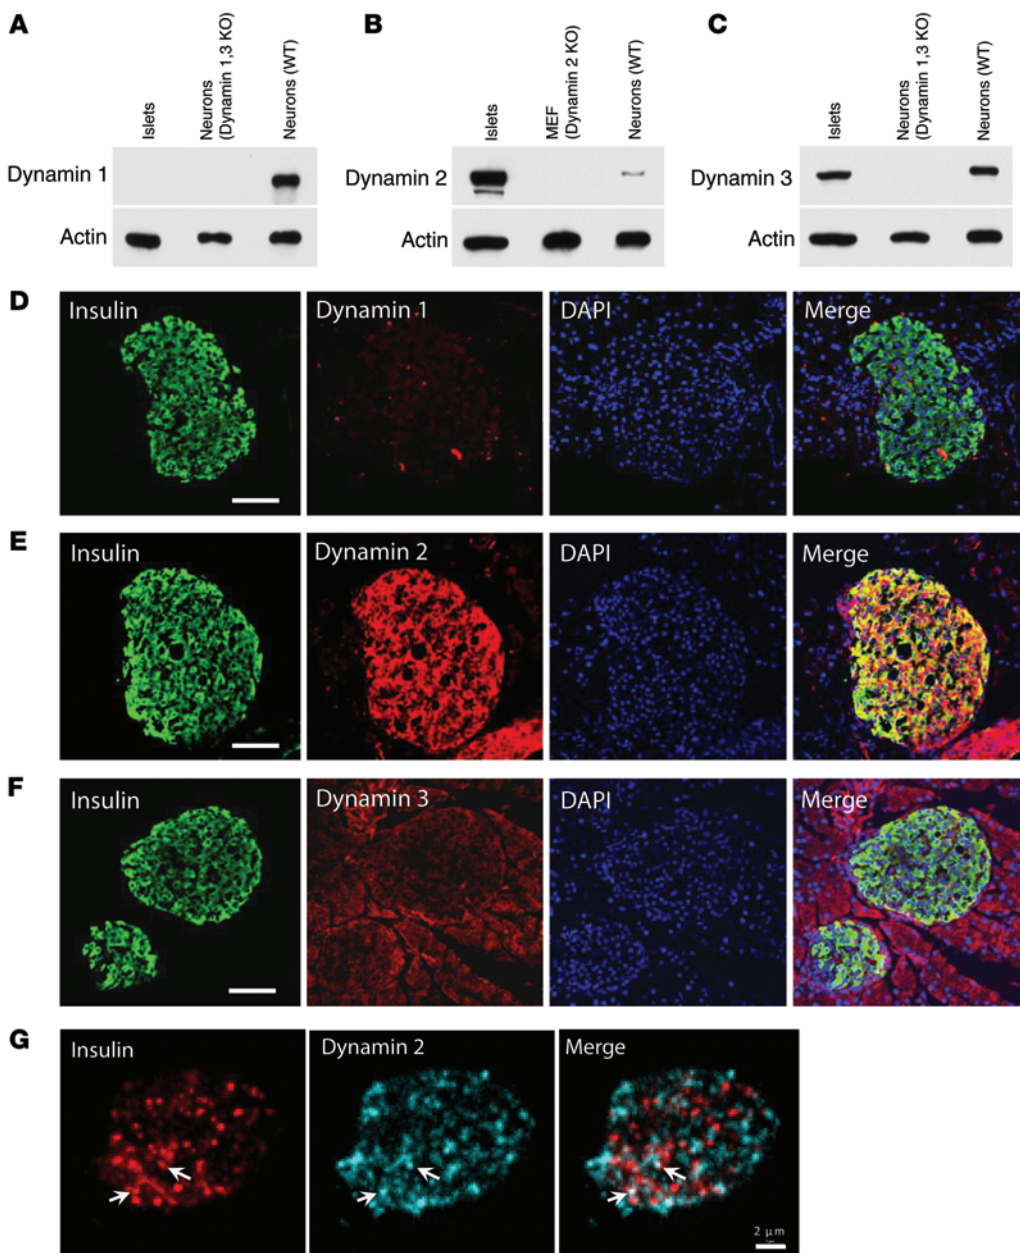 A
Islets
Neurons
(Dynamin 1,3 KO)
Neurons (WT)
Dynamin 1
Actin
B
Islets
MEF
(Dynamin 2 KO)
Neurons (WT)
Dynamin 2
Actin
C
Islets
Neurons
(Dynamin 1,3 KO)
Neurons (WT)
Dynamin 3
Actin
D
Insulin
Dynamin 1
DAPI
Merge
E
Insulin
Dynamin 2
DAPI
Merge
F
Insulin
Dynamin 3
DAPI
Merge
G
Insulin
Dynamin 2
Merge
2 μm